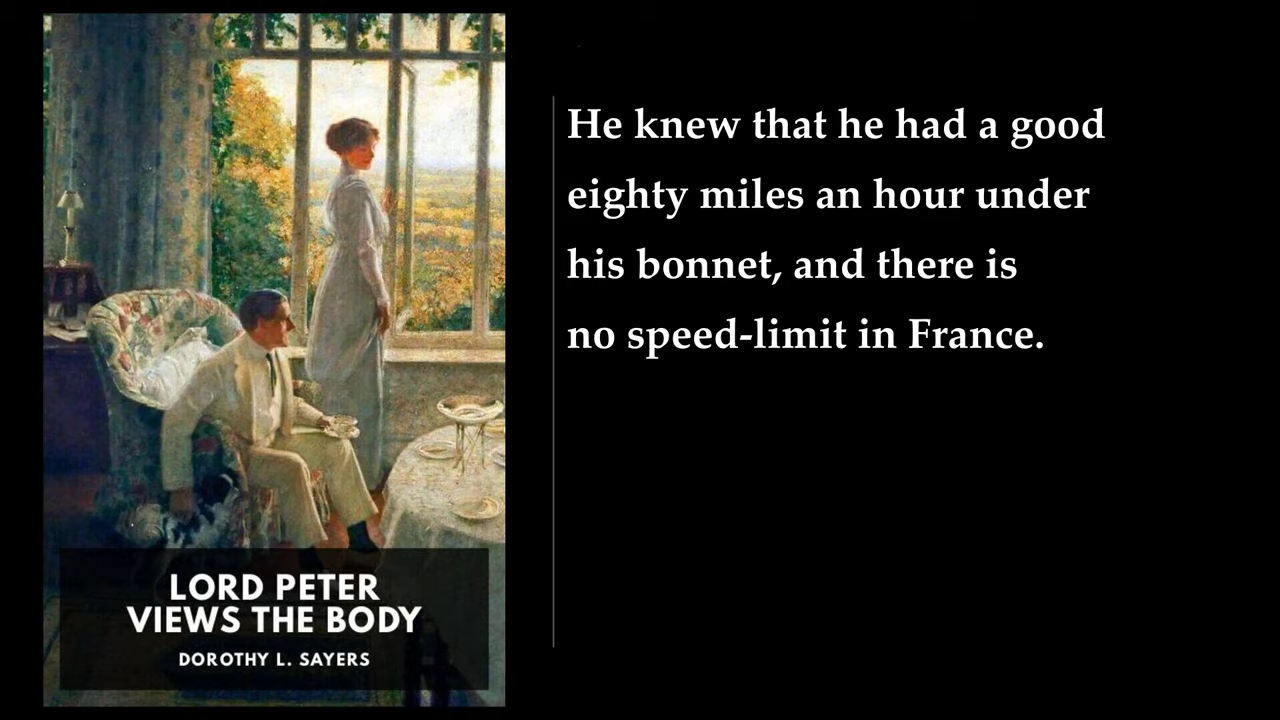 He knew that he had a good
eighty miles an hour under
his bonnet, and there is
no speed-limit in France.
LORD PETER
VIEWS THE BODY
DOROTHY L. SAYERS